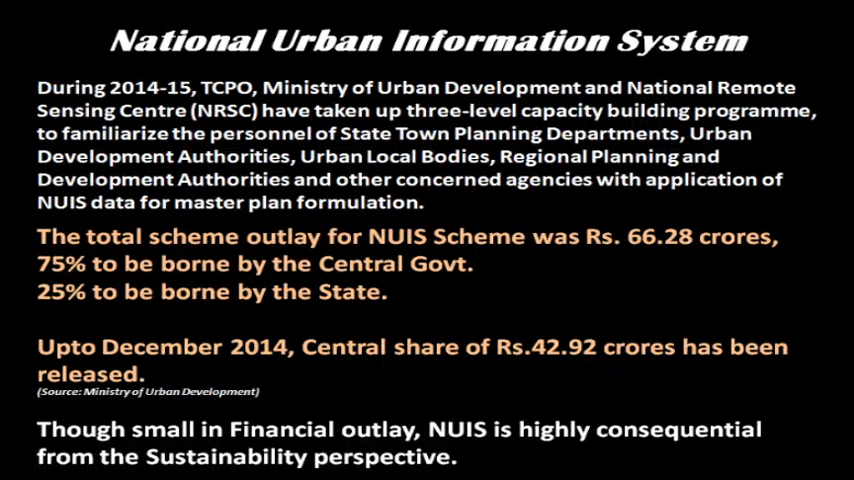 National Urban Information System
During 2014-15, TCPO, Ministry of Urban Development and National Remote
Sensing Centre (NRSC) have taken up three-level capacity building programme,
to familiarize the personnel of State Town Planning Departments, Urban
Development Authorities, Urban Local Bodies, Regional Planning and
Development Authorities and other concerned agencies with application of
NUIS data for master plan formulation.
The total scheme outlay for NUIS Scheme was Rs. 66.28 crores,
75% to be borne by the Central Govt.
25% to be borne by the State.
Upto December 2014, Central share of Rs.42.92 crores has been
released.
(Source: Ministry of Urban Development)
Though small in Financial outlay, NUIS is highly consequential
from the Sustainability perspective.